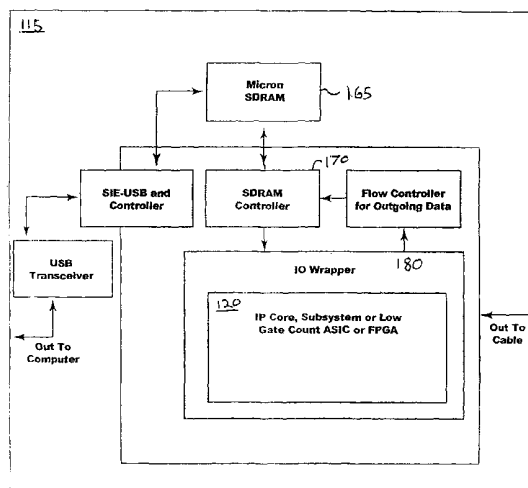 115
Micron
SDRAM
165
170
SIE-USB and
Controller
SDRAM
Controller
Flow Controller
for Outgoing Data
USB
Transceiver
IO Wrapper
180
120
IP Core, Subsystem or Low
Gate Count ASIC or FPGA
Out To
Computer
Out To
Cable